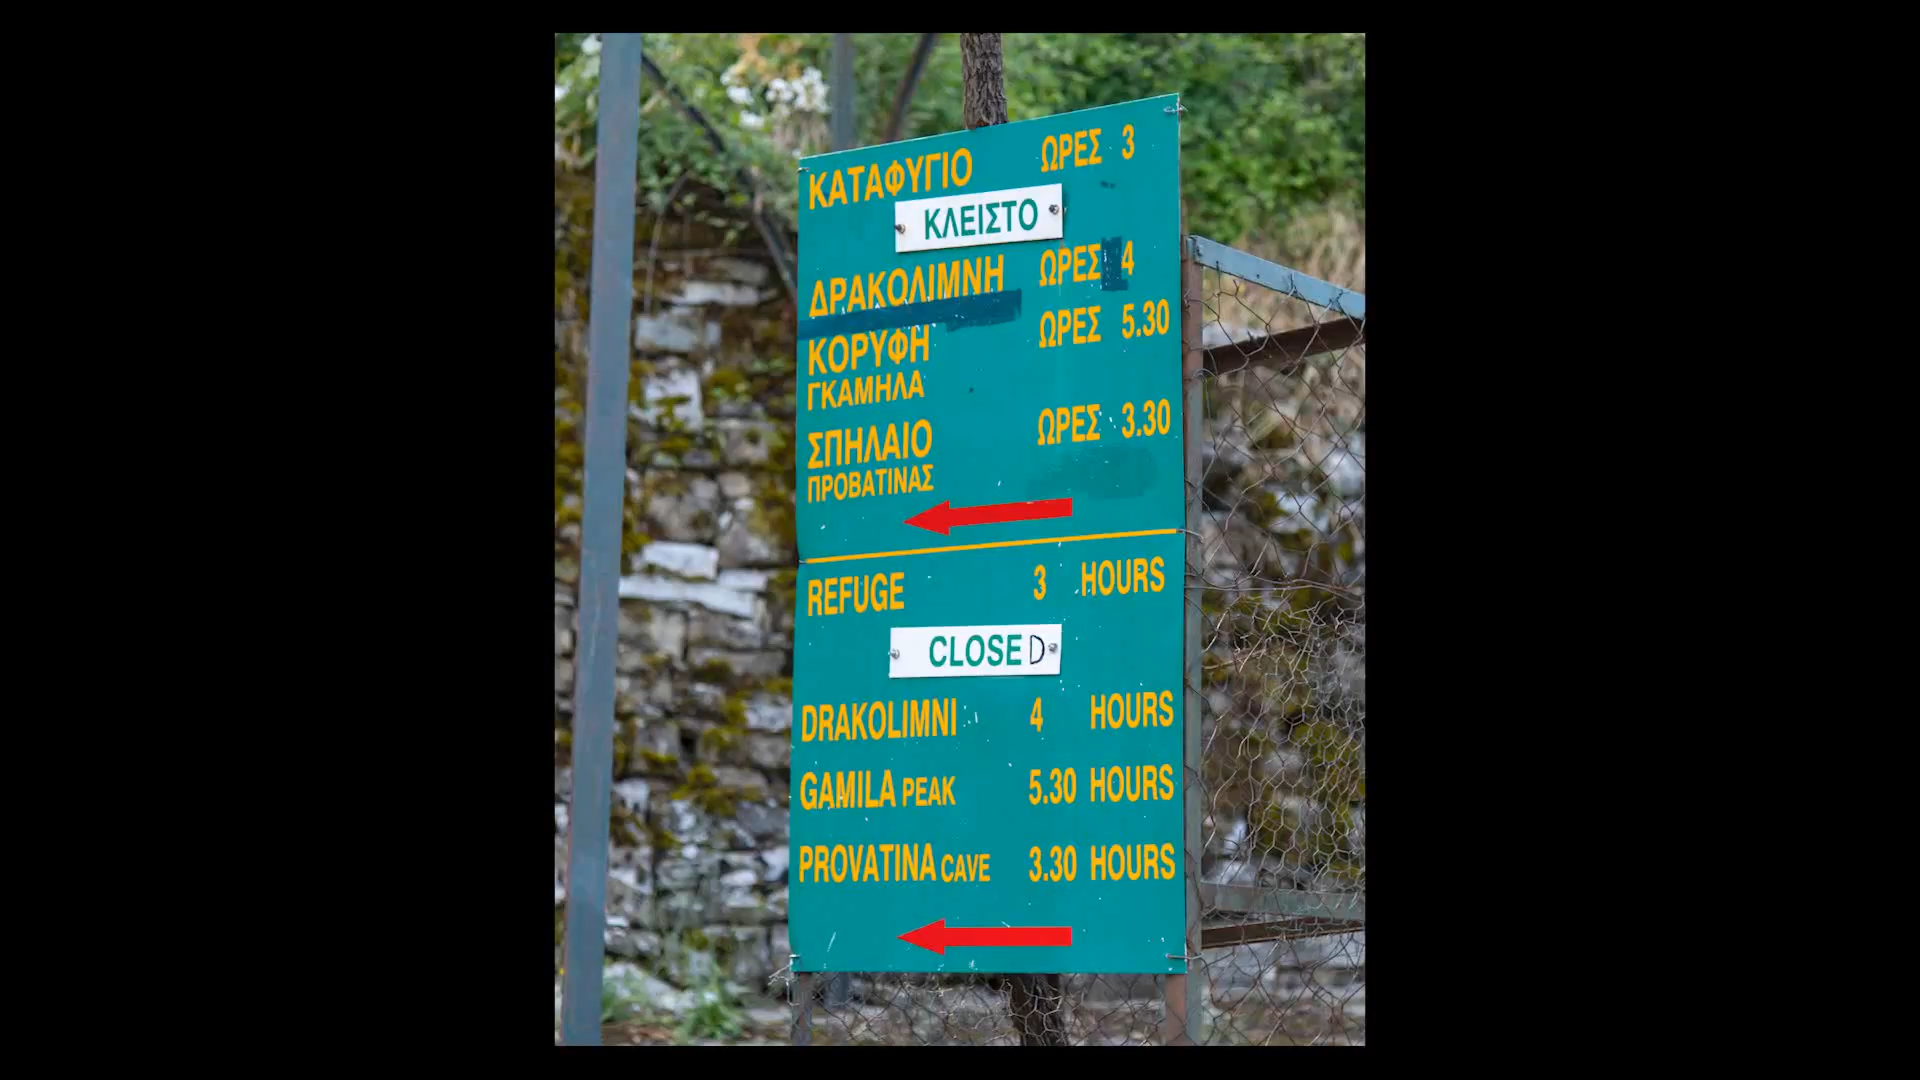 ΚΑΤΑΦΥΓΙΟ ΩΡΕΣ 3
ΚΛΕΙΣΤΟ
ΔΡΑΚΟΛΙΜΝΗ ΩΡΕΣ 4
ΚΟΡΥΦΗ ΩΡΕΣ 5.30
ΓΚΑΜΗΛΑ
ΣΠΗΛΑΙΟ ΩΡΕΣ 3.30
ΠΡΟΒΑΤΙΝΑΣ
REFUGE 3 HOURS
CLOSED
DRAKOLIMNI 4 HOURS
GAMILA PEAK 5.30 HOURS
PROVATINA CAVE 3.30 HOURS